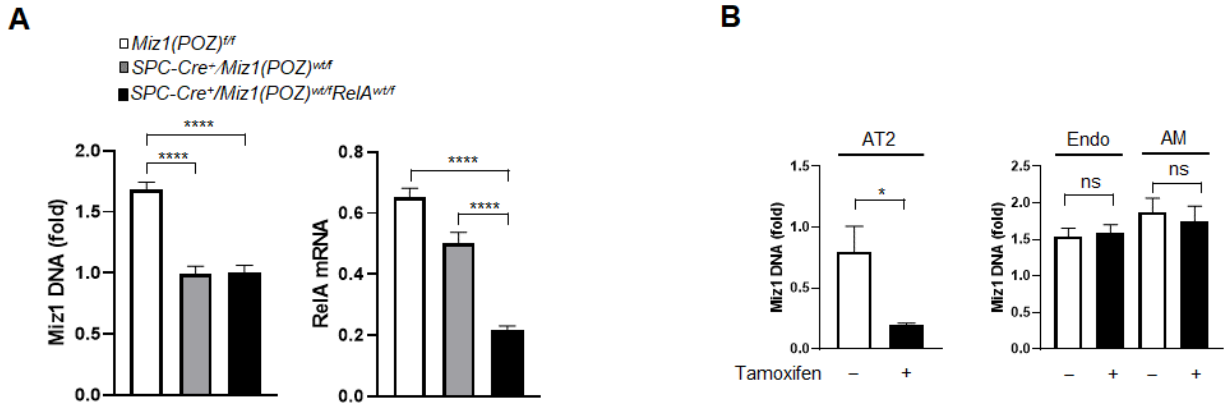 A
Miz1(POZ)f/f
SPC-Cre+/Miz1(POZ)wt/f
SPC-Cre+/Miz1(POZ)wt/fRelAwt/f
Miz1 DNA (fold)
2.0
1.5
1.0
0.5
0.0
****
****
RelA mRNA
0.8
0.6
0.4
0.2
0.0
****
****
B
AT2
Miz1 DNA (fold)
1.5
1.0
0.5
0.0
*
Tamoxifen – +
Endo AM
Miz1 DNA (fold)
2.5
2.0
1.5
1.0
0.5
0.0
ns ns
– + – +